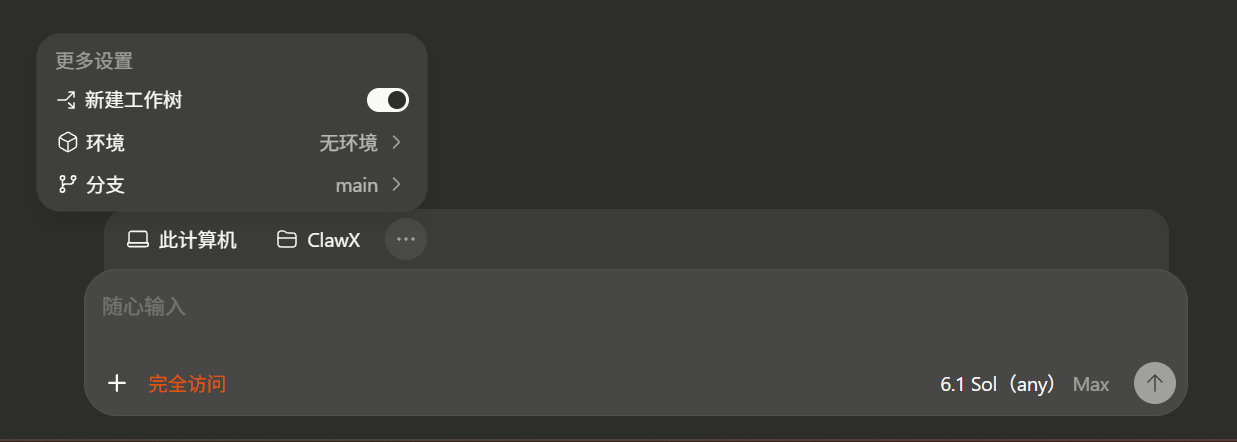 更多设置
新建工作树
环境 无环境
分支 main
此计算机 ClawX
随心输入
完全访问 6.1 Sol（any） Max